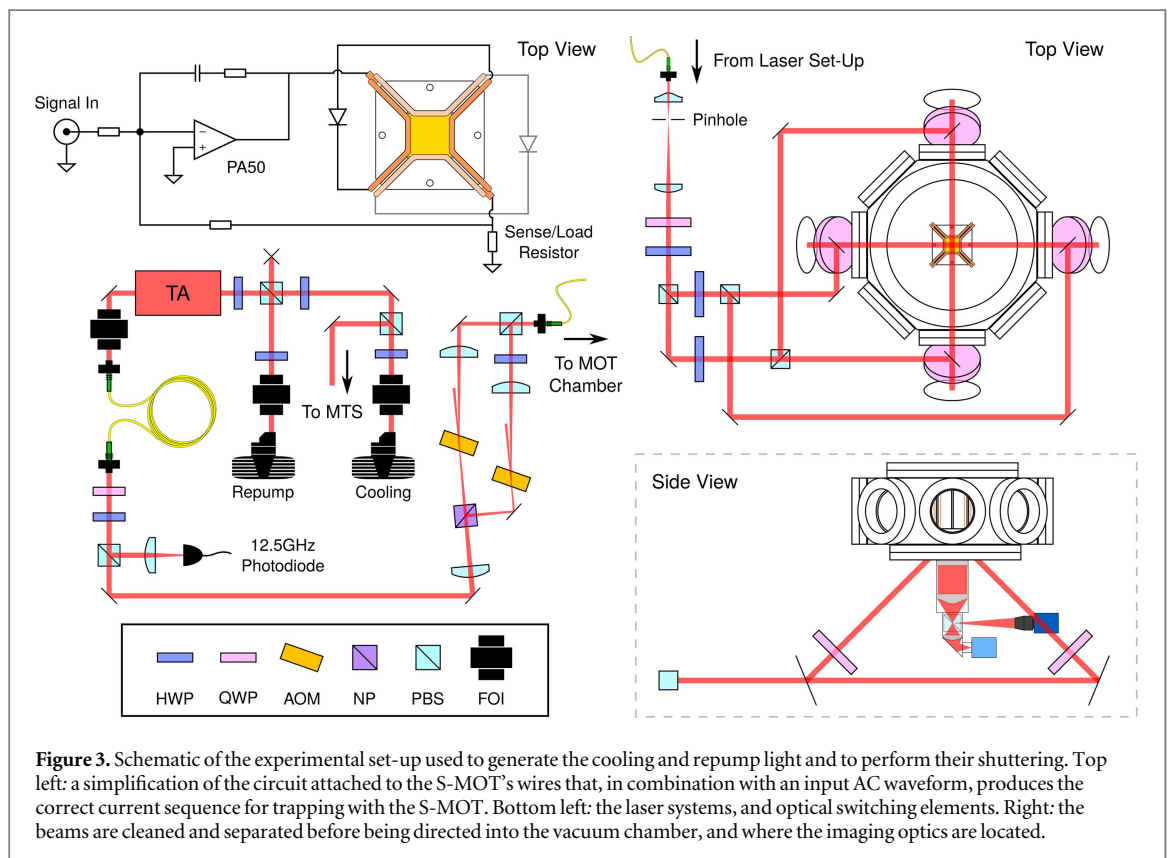 Top View
Signal In
−
+
PA50
Sense/Load
Resistor
From Laser Set-Up
Top View
Pinhole
TA
To MTS
Repump
Cooling
To MOT
Chamber
12.5GHz
Photodiode
HWP QWP AOM NP PBS FOI
Side View
Figure 3. Schematic of the experimental set-up used to generate the cooling and repump light and to perform their shuttering. Top
left: a simplification of the circuit attached to the S-MOT's wires that, in combination with an input AC waveform, produces the
correct current sequence for trapping with the S-MOT. Bottom left: the laser systems, and optical switching elements. Right: the
beams are cleaned and separated before being directed into the vacuum chamber, and where the imaging optics are located.